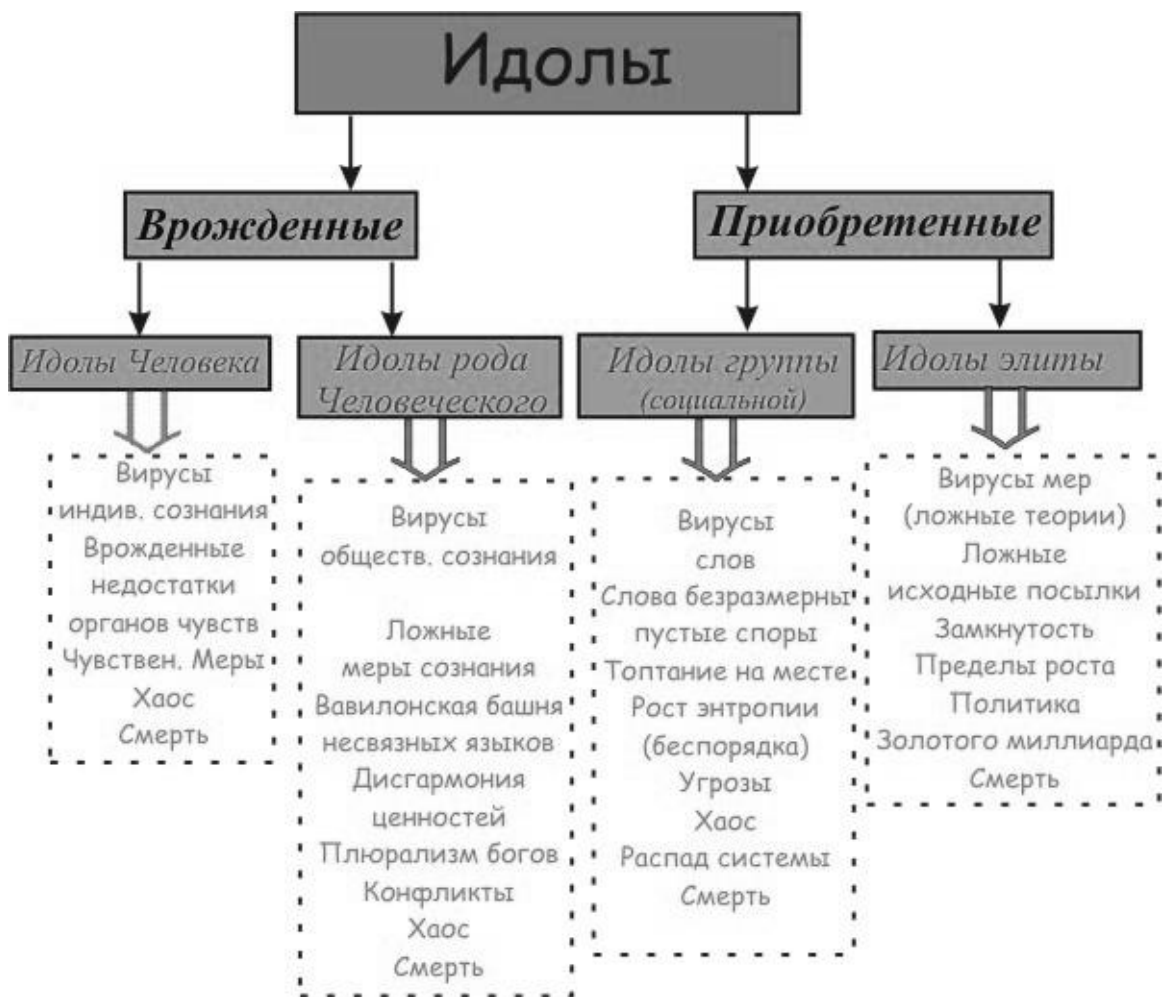 Идолы
Врожденные
Приобретенные
Идолы Человека
Идолы рода
Человеческого
Идолы группы
(социальной)
Идолы элиты
Вирусы
индив. сознания
Врожденные
недостатки
органов чувств
Чувствен. Меры
Хаос
Смерть
Вирусы
обществ. сознания
Ложные
меры сознания
Вавилонская башня
несвязных языков
Дисгармония
ценностей
Плюрализм богов
Конфликты
Хаос
Смерть
Вирусы
слов
Слова безразмерны
пустые споры
Топтание на месте
Рост энтропии
(беспорядка)
Угрозы
Хаос
Распад системы
Смерть
Вирусы мер
(ложные теории)
Ложные
исходные посылки
Замкнутость
Пределы роста
Политика
Золотого миллиарда
Смерть